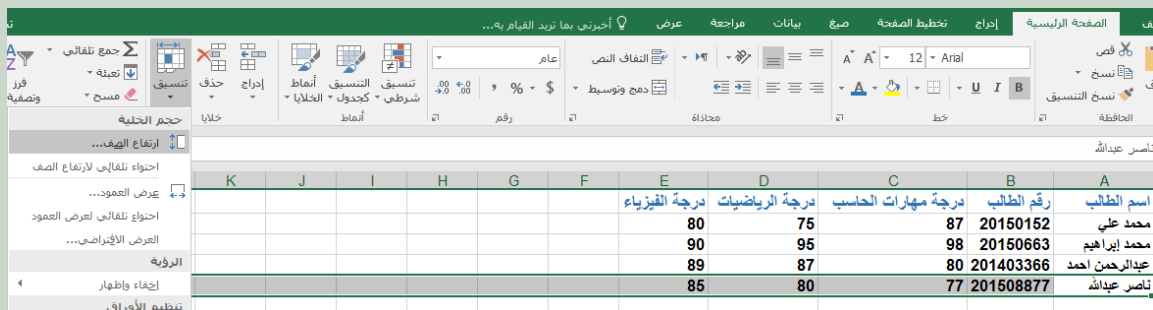 الصفحة الرئيسية إدراج تخطيط الصفحة صيغ بيانات مراجعة عرض أخبرني بما تريد القيام به...
قص
نسخ
نسخ التنسيق
الحافظة
Arial 12
B I U A
خط
التفاف النص
دمج وتوسيط
محاذاة
عام
$ % ,
رقم
تنسيق شرطي
التنسيق كجدول
أنماط الخلايا
أنماط
إدراج
حذف
تنسيق
خلايا
جمع تلقائي
تعبئة
مسح
فرز وتصفية
حجم الخلية
ارتفاع الصف...
احتواء تلقائي لارتفاع الصف
عرض العمود...
احتواء تلقائي لعرض العمود
العرض الافتراضي...
الرؤية
إخفاء وإظهار
تنظيم الأوراق
ناصر عبدالله
A B C D E F G H I J K
اسم الطالب رقم الطالب درجة مهارات الحاسب درجة الرياضيات درجة الفيزياء
محمد علي 20150152 87 75 80
محمد إبراهيم 20150663 98 95 90
عبدالرحمن احمد 201403366 80 87 89
ناصر عبدالله 201508877 77 80 85